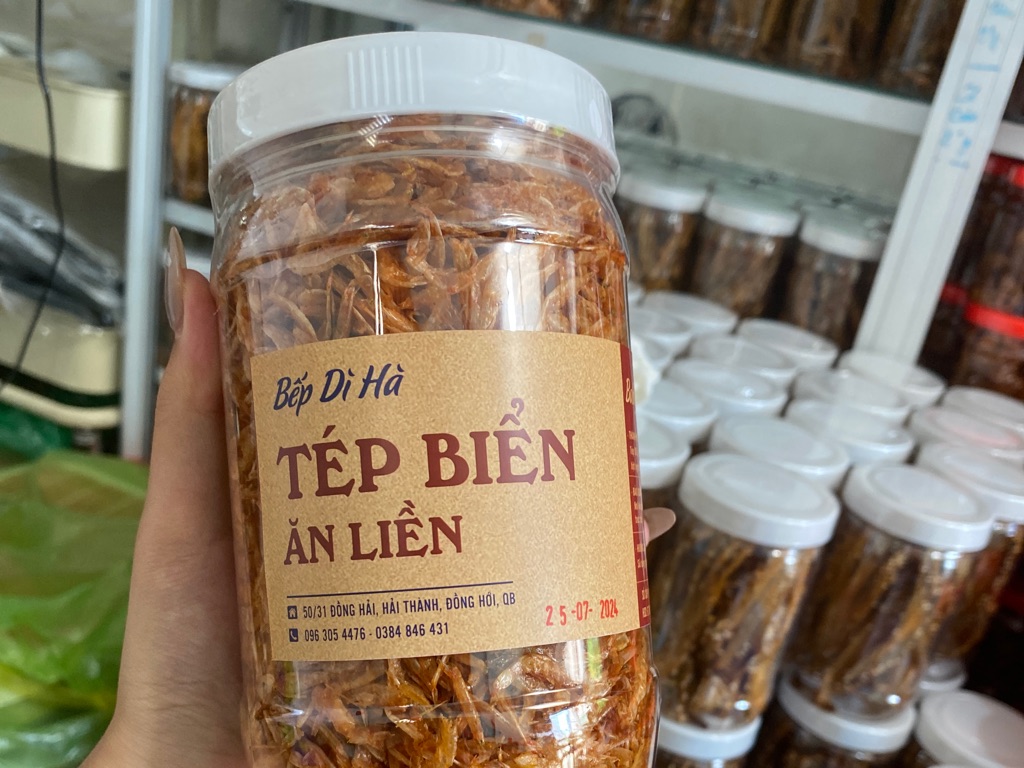 Bếp Dì Hà
TÉP BIỂN
ĂN LIỀN
50/31 ĐỒNG HẢI, HẢI THÀNH, ĐỒNG HỚI, QB
096 305 4476 - 0384 846 431
25-07-2024